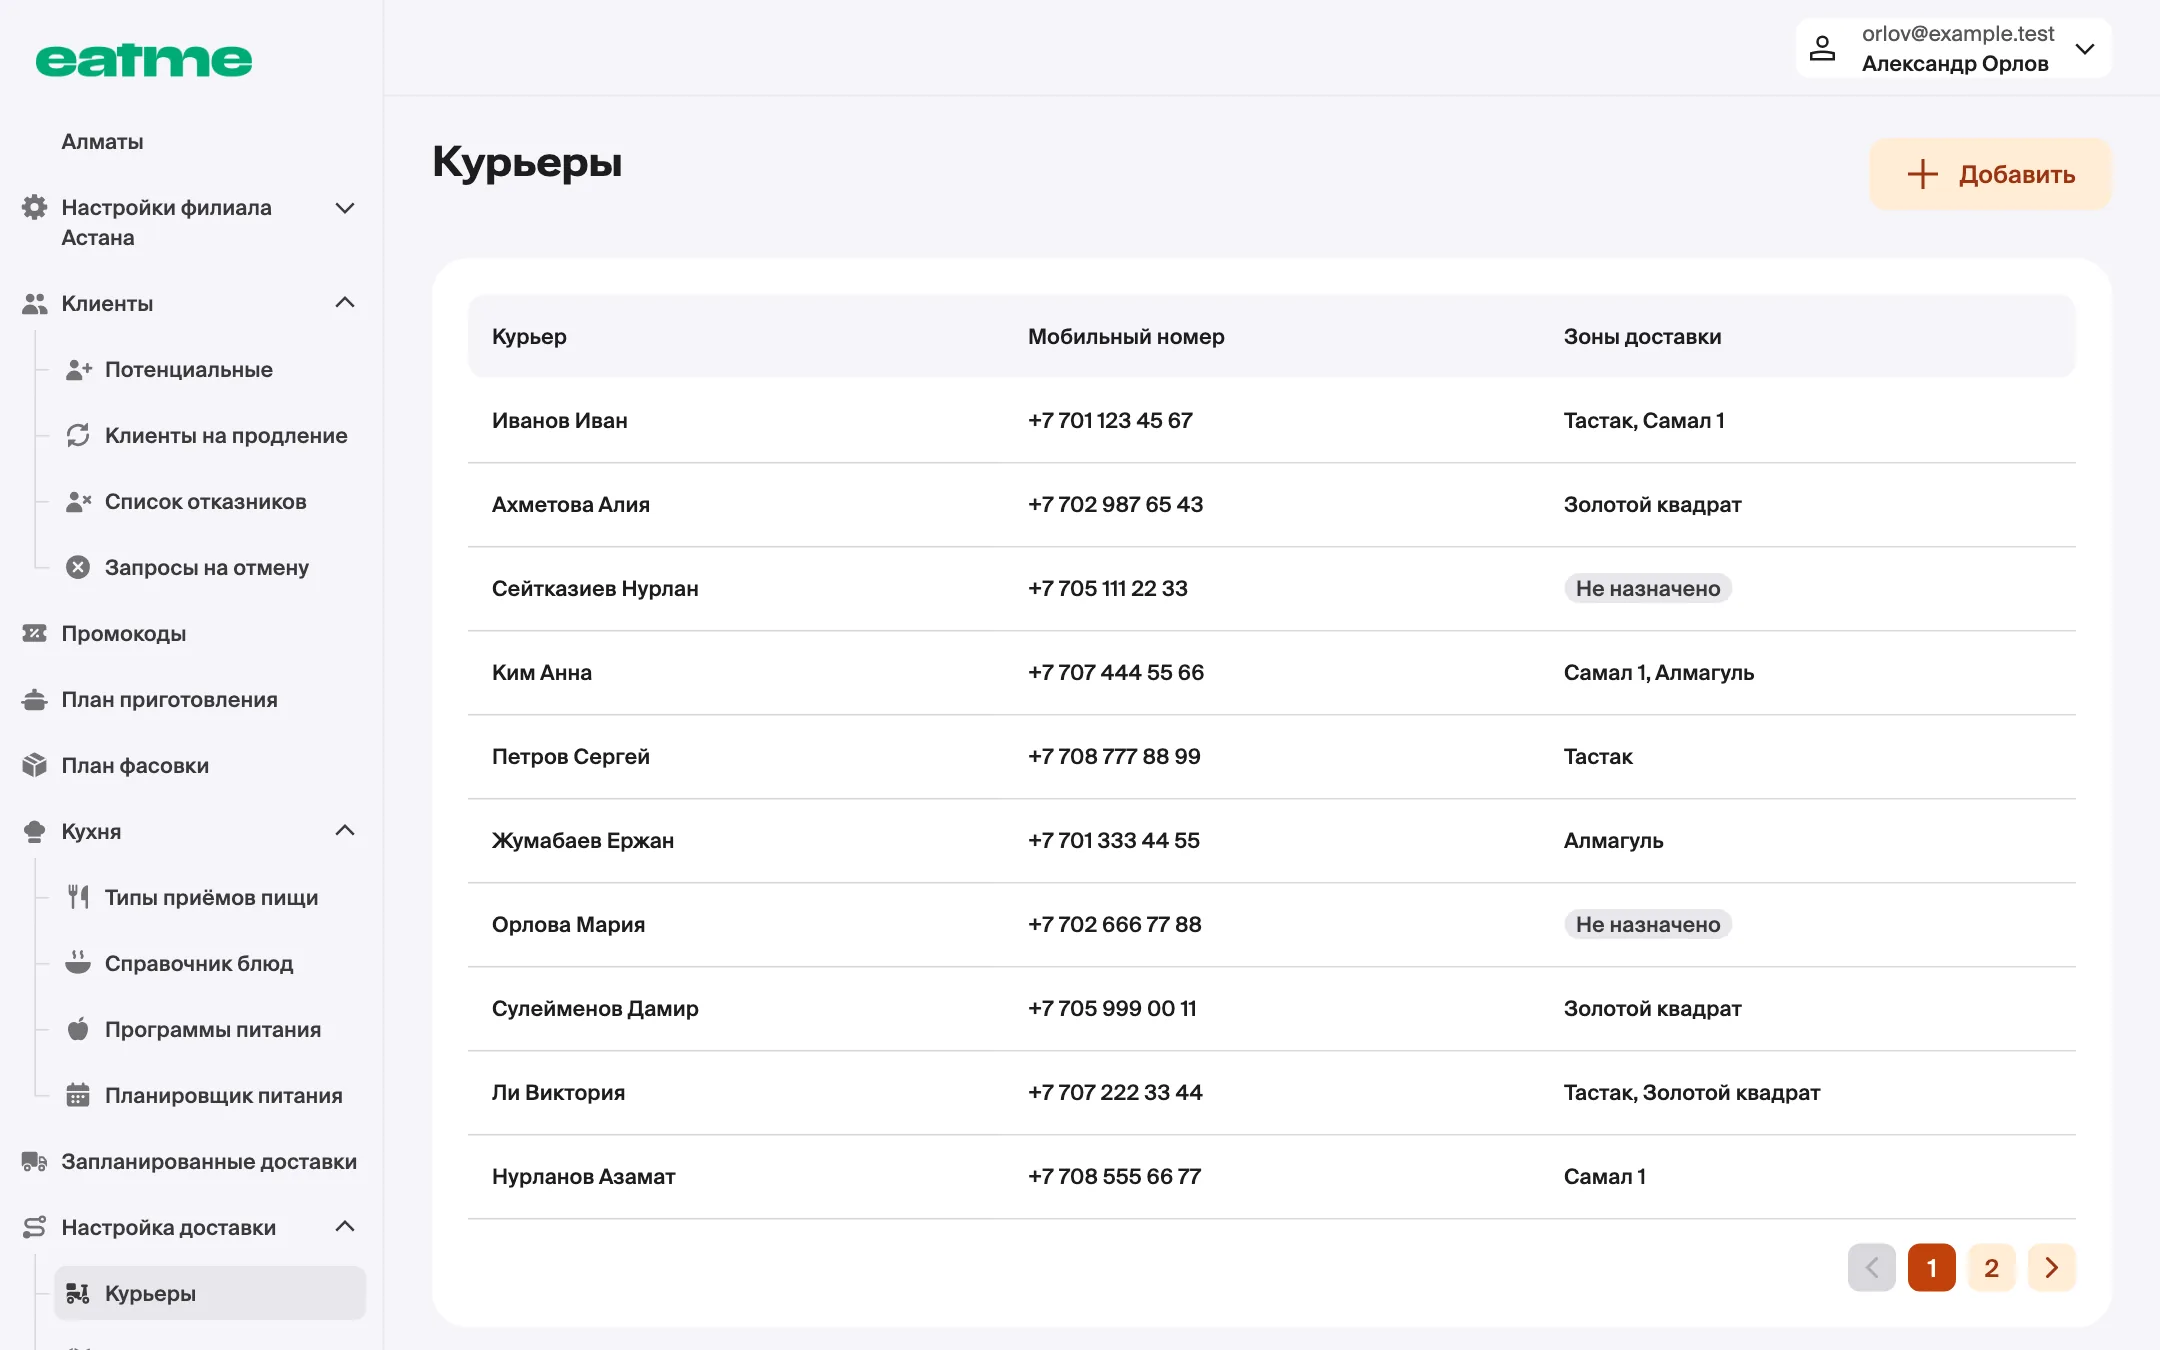 eatme
orlov@example.test
Александр Орлов
Алматы
Настройки филиала
Астана
Клиенты
Потенциальные
Клиенты на продление
Список отказников
Запросы на отмену
Промокоды
План приготовления
План фасовки
Кухня
Типы приёмов пищи
Справочник блюд
Программы питания
Планировщик питания
Запланированные доставки
Настройка доставки
Курьеры
Курьеры
Добавить
Курьер Мобильный номер Зоны доставки
Иванов Иван +7 701 123 45 67 Тастак, Самал 1
Ахметова Алия +7 702 987 65 43 Золотой квадрат
Сейтказиев Нурлан +7 705 111 22 33 Не назначено
Ким Анна +7 707 444 55 66 Самал 1, Алмагуль
Петров Сергей +7 708 777 88 99 Тастак
Жумабаев Ержан +7 701 333 44 55 Алмагуль
Орлова Мария +7 702 666 77 88 Не назначено
Сулейменов Дамир +7 705 999 00 11 Золотой квадрат
Ли Виктория +7 707 222 33 44 Тастак, Золотой квадрат
Нурланов Азамат +7 708 555 66 77 Самал 1
1 2